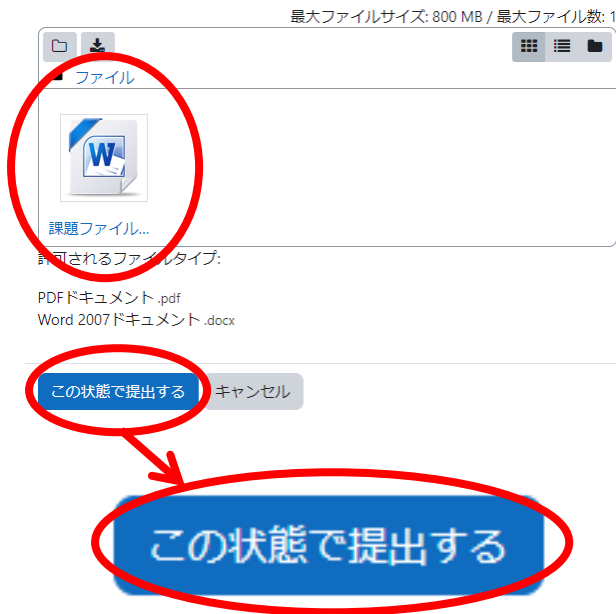 最大ファイルサイズ: 800 MB / 最大ファイル数: 1
ファイル
W
課題ファイル...
許可されるファイルタイプ:
PDFドキュメント .pdf
Word 2007ドキュメント .docx
この状態で提出する
キャンセル
この状態で提出する